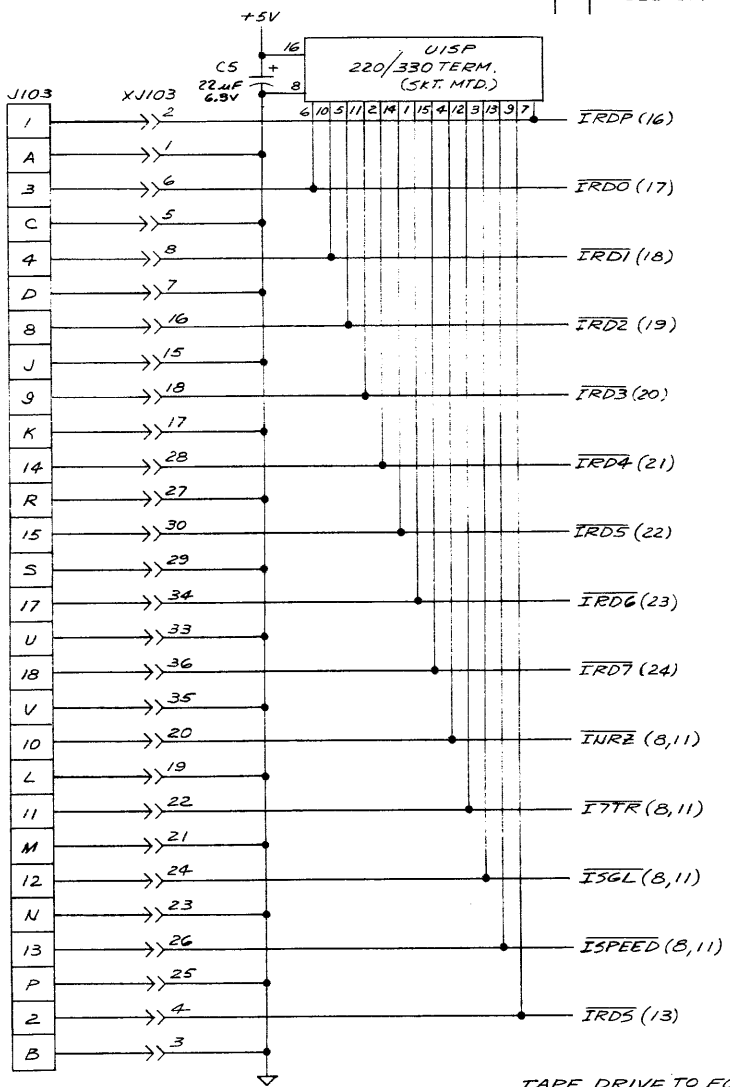 +5V
16
U15P
220/330 TERM.
(SKT. MTD.)
C5
+
22µF
6.3V
8
J103
XJ103
6 10 5 11 2 14 1 15 4 12 3 13 9 7
1 2 IRDP (16)
A 1
3 6 IRD0 (17)
C 5
4 8 IRD1 (18)
D 7
8 16 IRD2 (19)
J 15
9 18 IRD3 (20)
K 17
14 28 IRD4 (21)
R 27
15 30 IRD5 (22)
S 29
17 34 IRD6 (23)
U 33
18 36 IRD7 (24)
V 35
10 20 INRZ (8,11)
L 19
11 22 I7TR (8,11)
M 21
12 24 ISGL (8,11)
N 23
13 26 ISPEED (8,11)
P 25
2 4 IRDS (13)
B 3